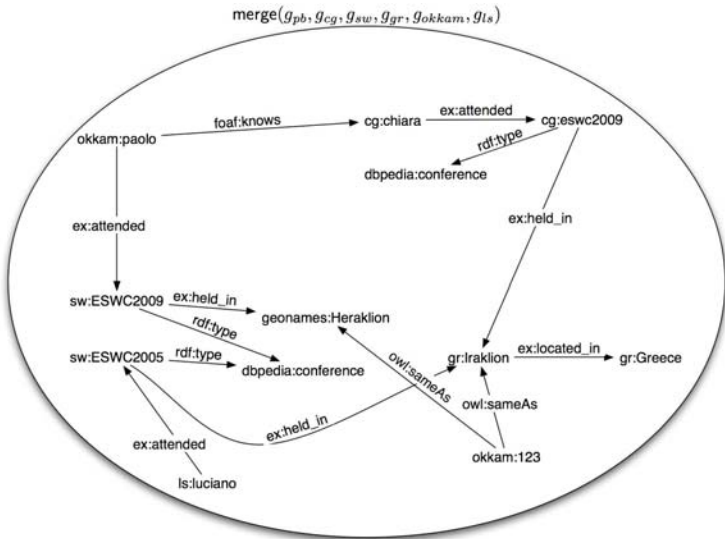 merge(g_pb, g_cg, g_sw, g_gr, g_okkam, g_ls)
okkam:paolo
foaf:knows
cg:chiara
ex:attended
cg:eswc2009
rdf:type
dbpedia:conference
ex:attended
ex:held_in
sw:ESWC2009
ex:held_in
geonames:Heraklion
rdf:type
sw:ESWC2005
rdf:type
dbpedia:conference
owl:sameAs
gr:Iraklion
ex:located_in
gr:Greece
owl:sameAs
ex:attended
ex:held_in
okkam:123
ls:luciano